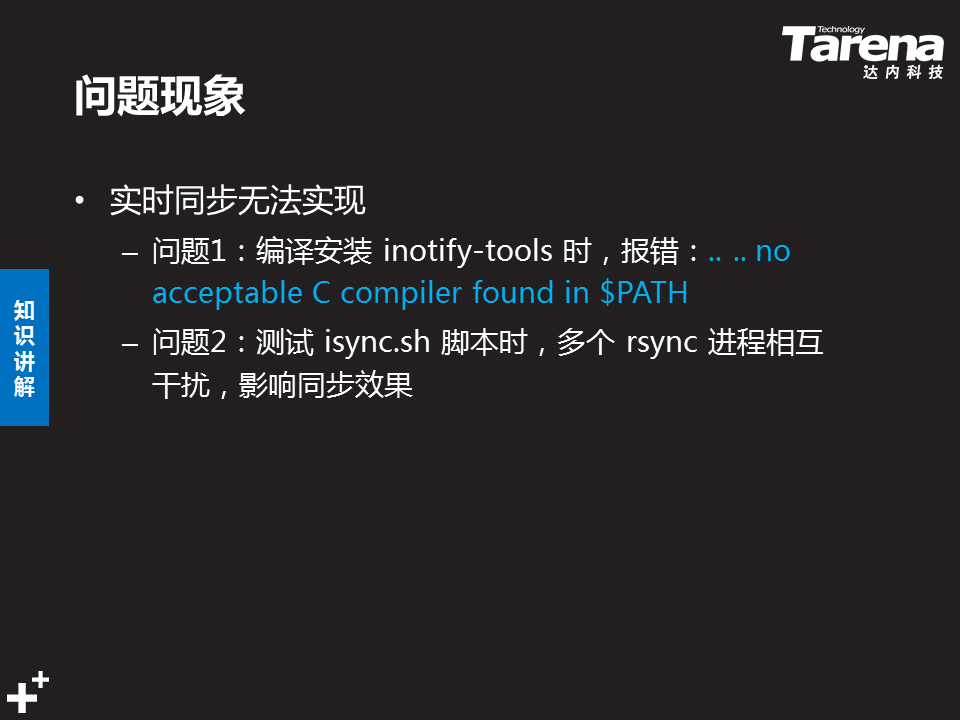 Technology
Tarena
达内科技
问题现象
• 实时同步无法实现
– 问题1：编译安装 inotify-tools 时，报错：.. .. no
acceptable C compiler found in $PATH
– 问题2：测试 isync.sh 脚本时，多个 rsync 进程相互
干扰，影响同步效果
知
识
讲
解